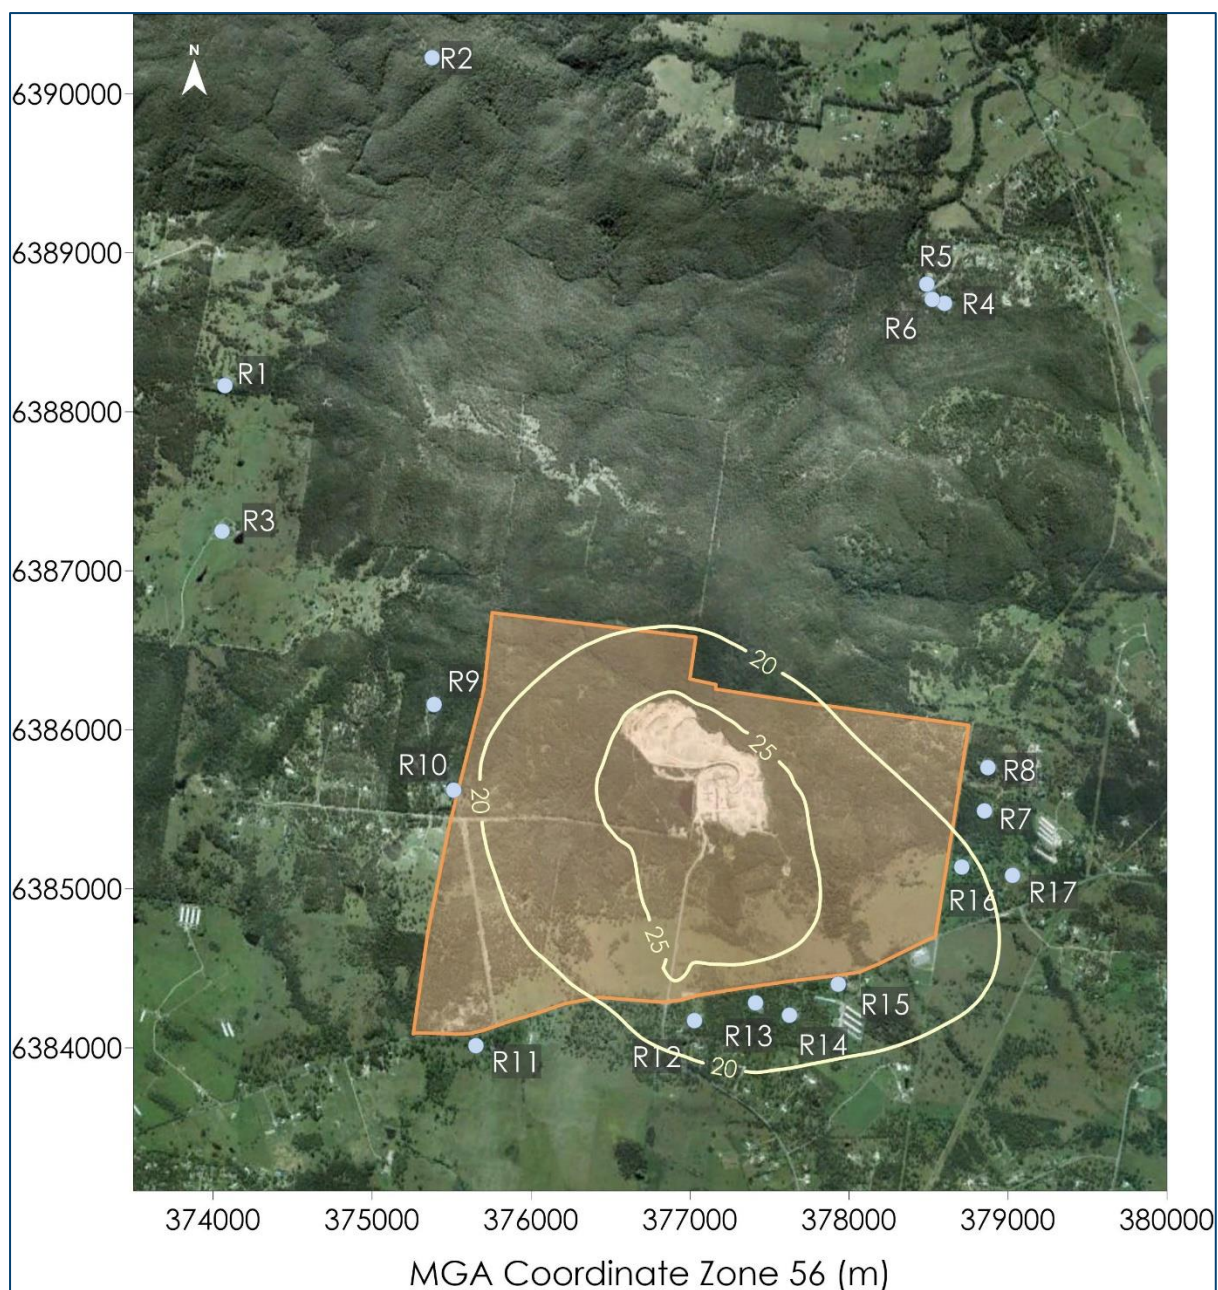 N
R2
6390000
6389000
R5
R4
R6
R1
6388000
R3
6387000
20
R9
6386000
25
R10
R8
20
R7
6385000
R16
R17
25
R15
R13
R14
R12
6384000
R11
20
374000 375000 376000 377000 378000 379000 380000
MGA Coordinate Zone 56 (m)